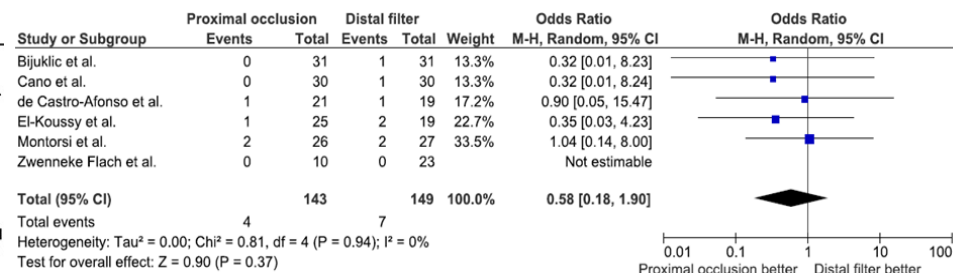 Proximal occlusion Distal filter Odds Ratio Odds Ratio
Study or Subgroup Events Total Events Total Weight M-H, Random, 95% CI M-H, Random, 95% CI
Bijuklic et al. 0 31 1 31 13.3% 0.32 [0.01, 8.23]
Cano et al. 0 30 1 30 13.3% 0.32 [0.01, 8.24]
de Castro-Afonso et al. 1 21 1 19 17.2% 0.90 [0.05, 15.47]
El-Koussy et al. 1 25 2 19 22.7% 0.35 [0.03, 4.23]
Montorsi et al. 2 26 2 27 33.5% 1.04 [0.14, 8.00]
Zwenneke Flach et al. 0 10 0 23 Not estimable
Total (95% CI) 143 149 100.0% 0.58 [0.18, 1.90]
Total events 4 7
Heterogeneity: Tau² = 0.00; Chi² = 0.81, df = 4 (P = 0.94); I² = 0%
Test for overall effect: Z = 0.90 (P = 0.37)
0.01 0.1 1 10 100
Proximal occlusion better Distal filter better